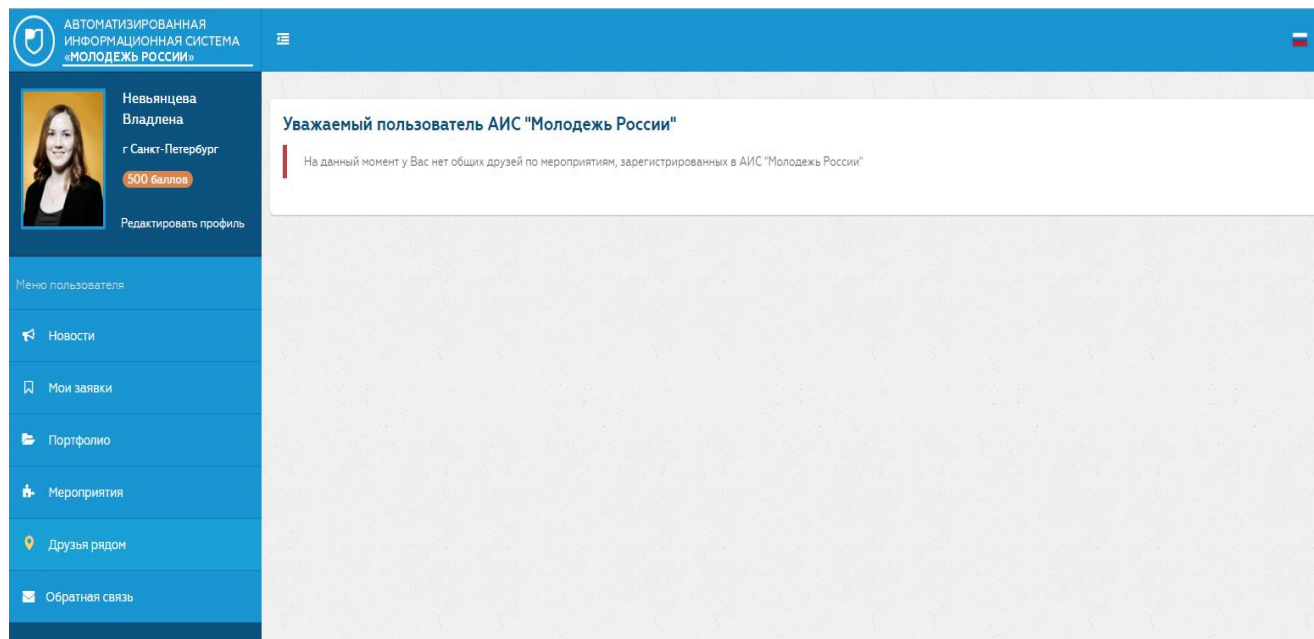 АВТОМАТИЗИРОВАННАЯ
ИНФОРМАЦИОННАЯ СИСТЕМА
«МОЛОДЕЖЬ РОССИИ»
Невьянцева
Владлена
г Санкт-Петербург
500 баллов
Редактировать профиль
Меню пользователя
Новости
Мои заявки
Портфолио
Мероприятия
Друзья рядом
Обратная связь
Уважаемый пользователь АИС "Молодежь России"
На данный момент у Вас нет общих друзей по мероприятиям, зарегистрированных в АИС "Молодежь России"